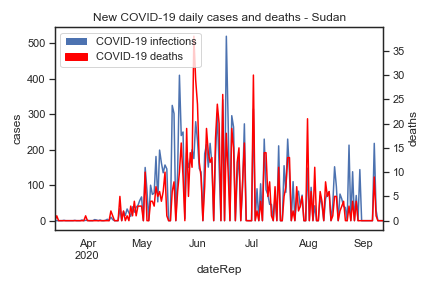 New COVID-19 daily cases and deaths - Sudan
COVID-19 infections
COVID-19 deaths
500
400
300
200
100
0
cases
35
30
25
20
15
10
5
0
deaths
Apr
2020
May
Jun
Jul
Aug
Sep
dateRep